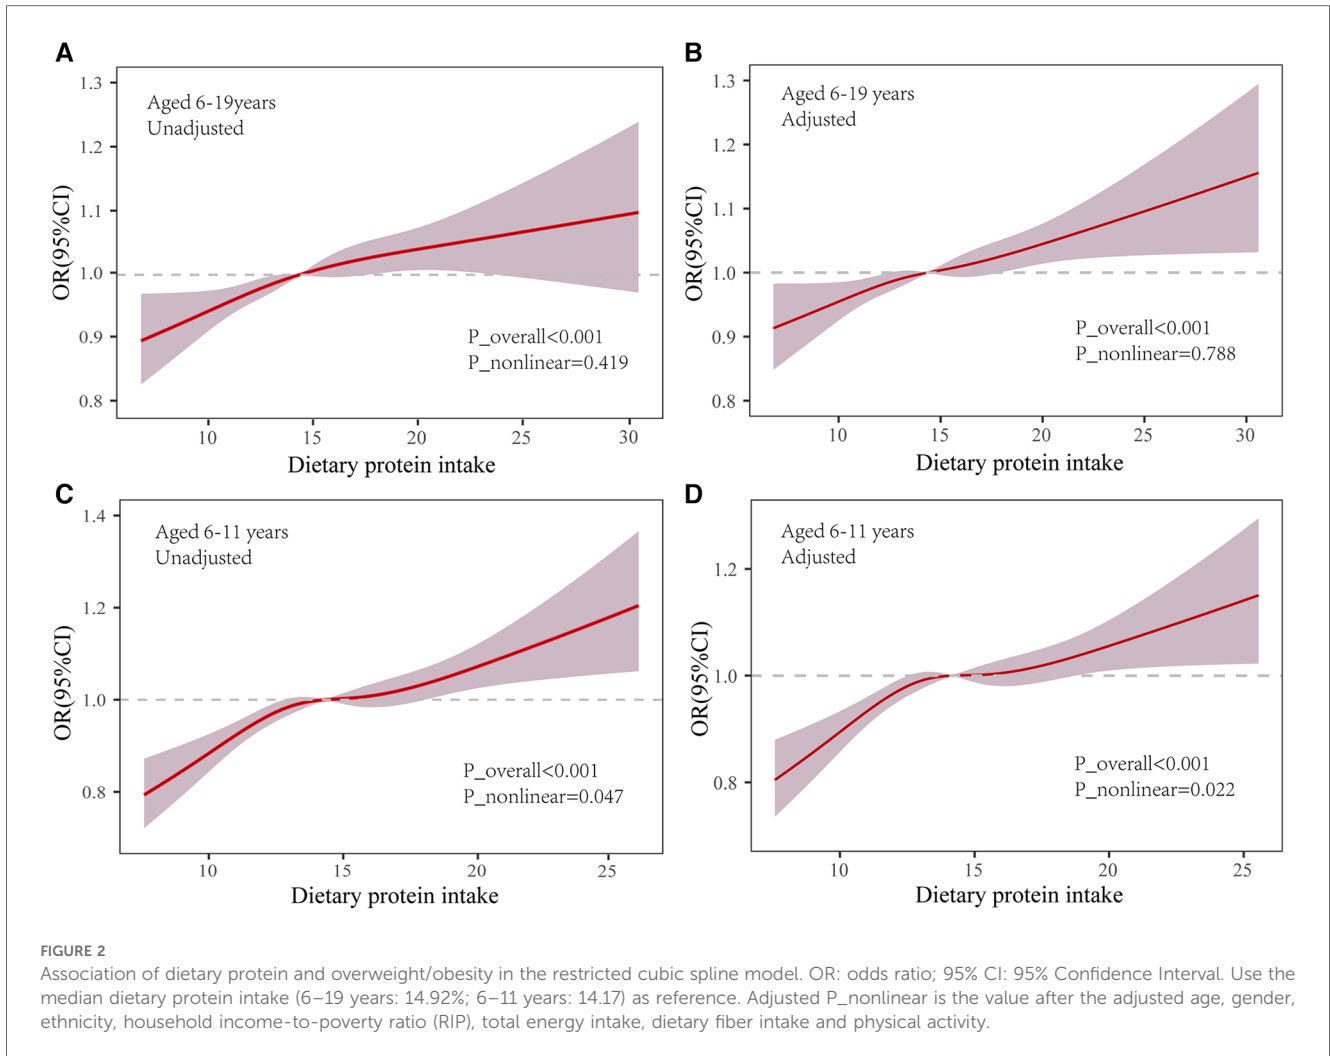 A
B
1.3
1.2
1.1
1.0
0.9
0.8
OR(95%CI)
Aged 6-19years
Unadjusted
P_overall<0.001
P_nonlinear=0.419
10
15
20
25
30
Dietary protein intake
1.3
1.2
1.1
1.0
0.9
0.8
OR(95%CI)
Aged 6-19 years
Adjusted
P_overall<0.001
P_nonlinear=0.788
10
15
20
25
30
Dietary protein intake
C
D
1.4
1.2
1.0
0.8
OR(95%CI)
Aged 6-11 years
Unadjusted
P_overall<0.001
P_nonlinear=0.047
10
15
20
25
Dietary protein intake
1.2
1.0
0.8
OR(95%CI)
Aged 6-11 years
Adjusted
P_overall<0.001
P_nonlinear=0.022
10
15
20
25
Dietary protein intake
FIGURE 2
Association of dietary protein and overweight/obesity in the restricted cubic spline model. OR: odds ratio; 95% CI: 95% Confidence Interval. Use the
median dietary protein intake (6–19 years: 14.92%; 6–11 years: 14.17) as reference. Adjusted P_nonlinear is the value after the adjusted age, gender,
ethnicity, household income-to-poverty ratio (RIP), total energy intake, dietary fiber intake and physical activity.